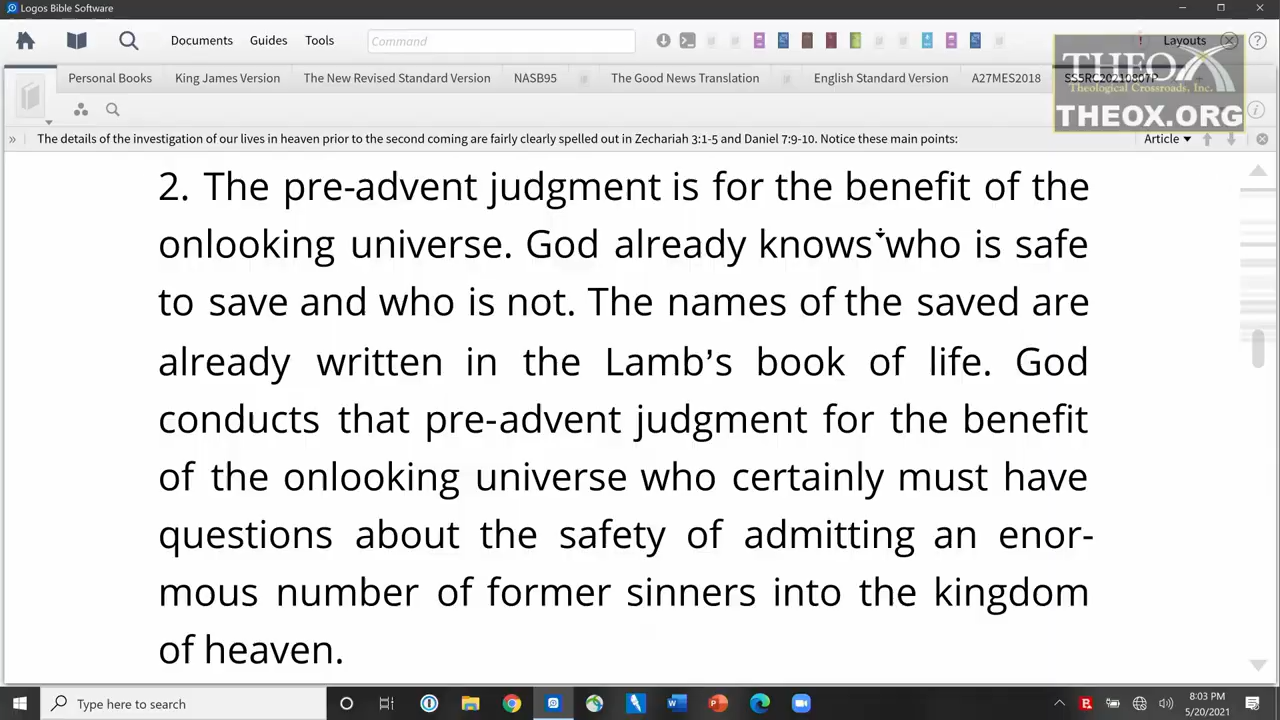 Logos Bible Software
Documents Guides Tools Command Layouts
Personal Books King James Version The New Revised Standard Version NASB95 The Good News Translation English Standard Version A27MES2018 SS5RC20210807P
THEOX
Theological Crossroads, Inc.
THEOX.ORG
The details of the investigation of our lives in heaven prior to the second coming are fairly clearly spelled out in Zechariah 3:1-5 and Daniel 7:9-10. Notice these main points: Article
2. The pre-advent judgment is for the benefit of the
onlooking universe. God already knows who is safe
to save and who is not. The names of the saved are
already written in the Lamb's book of life. God
conducts that pre-advent judgment for the benefit
of the onlooking universe who certainly must have
questions about the safety of admitting an enor-
mous number of former sinners into the kingdom
of heaven.
Type here to search
8:03 PM
5/20/2021